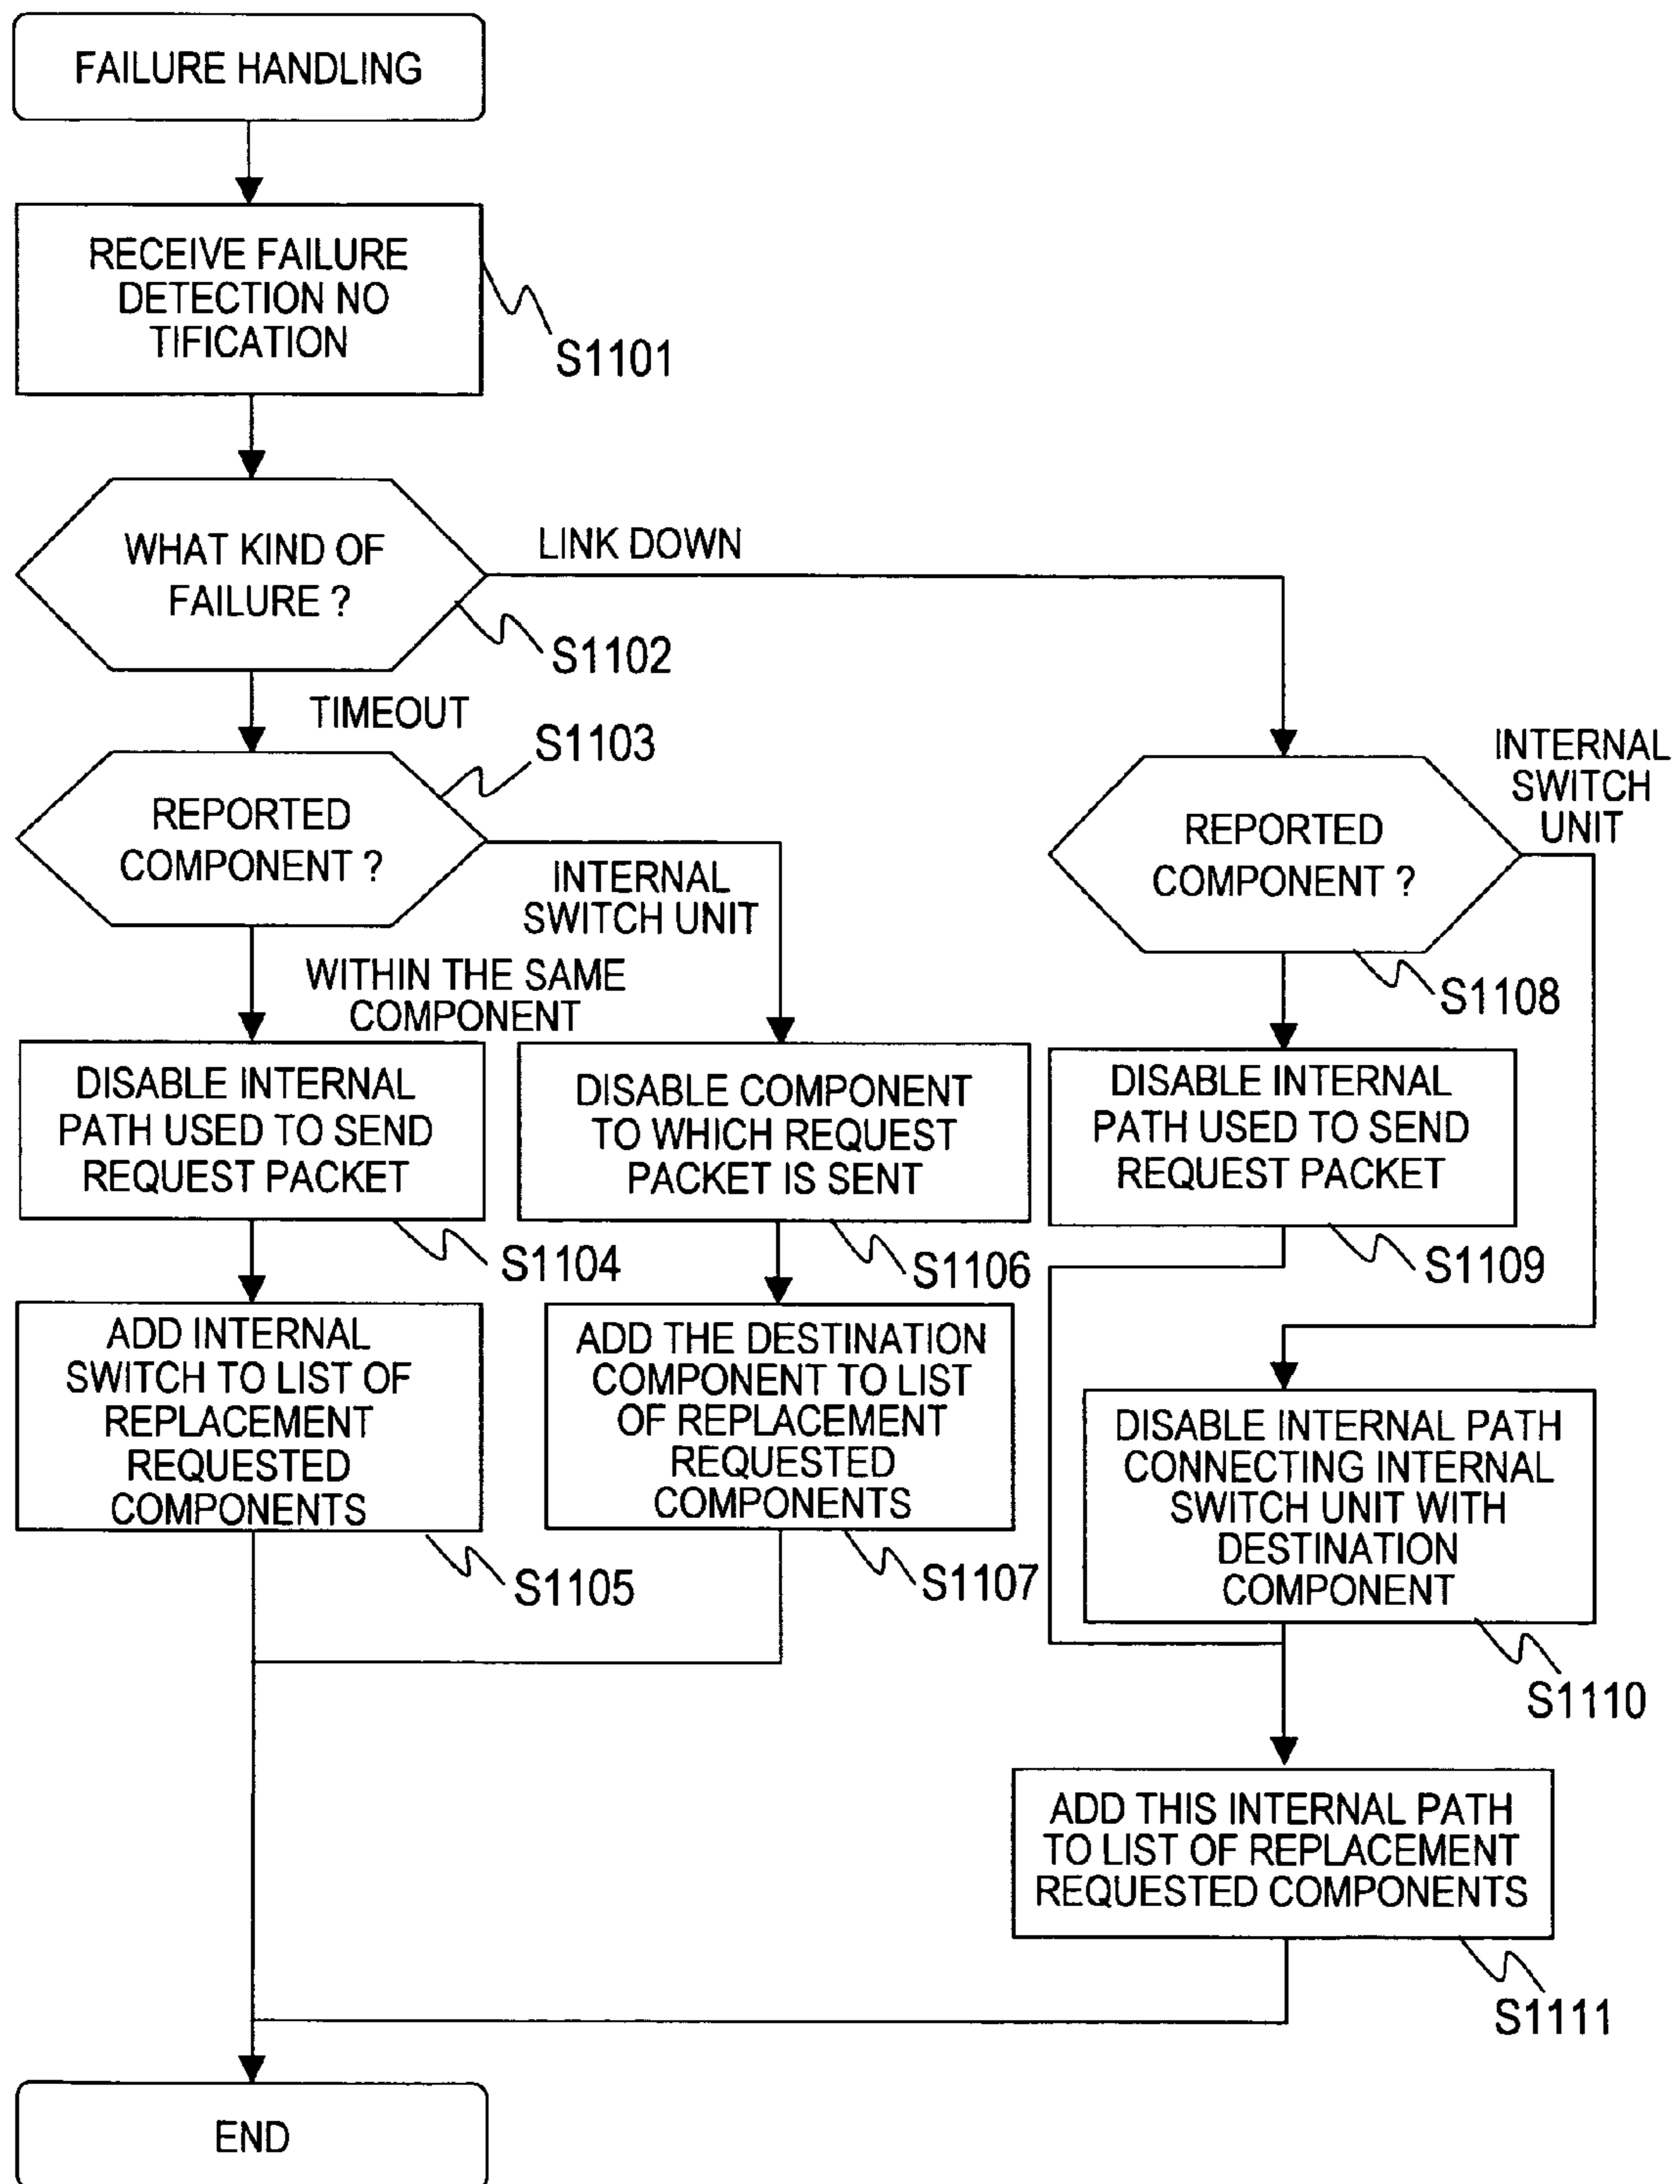 FAILURE HANDLING
RECEIVE FAILURE
DETECTION NO
TIFICATION
S1101
WHAT KIND OF
FAILURE ?
S1102
LINK DOWN
TIMEOUT
S1103
REPORTED
COMPONENT ?
INTERNAL
SWITCH UNIT
WITHIN THE SAME
COMPONENT
REPORTED
COMPONENT ?
INTERNAL
SWITCH
UNIT
S1108
DISABLE INTERNAL
PATH USED TO SEND
REQUEST PACKET
S1104
DISABLE COMPONENT
TO WHICH REQUEST
PACKET IS SENT
S1106
DISABLE INTERNAL
PATH USED TO SEND
REQUEST PACKET
S1109
ADD INTERNAL
SWITCH TO LIST OF
REPLACEMENT
REQUESTED
COMPONENTS
S1105
ADD THE DESTINATION
COMPONENT TO LIST
OF REPLACEMENT
REQUESTED
COMPONENTS
S1107
DISABLE INTERNAL PATH
CONNECTING INTERNAL
SWITCH UNIT WITH
DESTINATION
COMPONENT
S1110
ADD THIS INTERNAL PATH
TO LIST OF REPLACEMENT
REQUESTED COMPONENTS
S1111
END